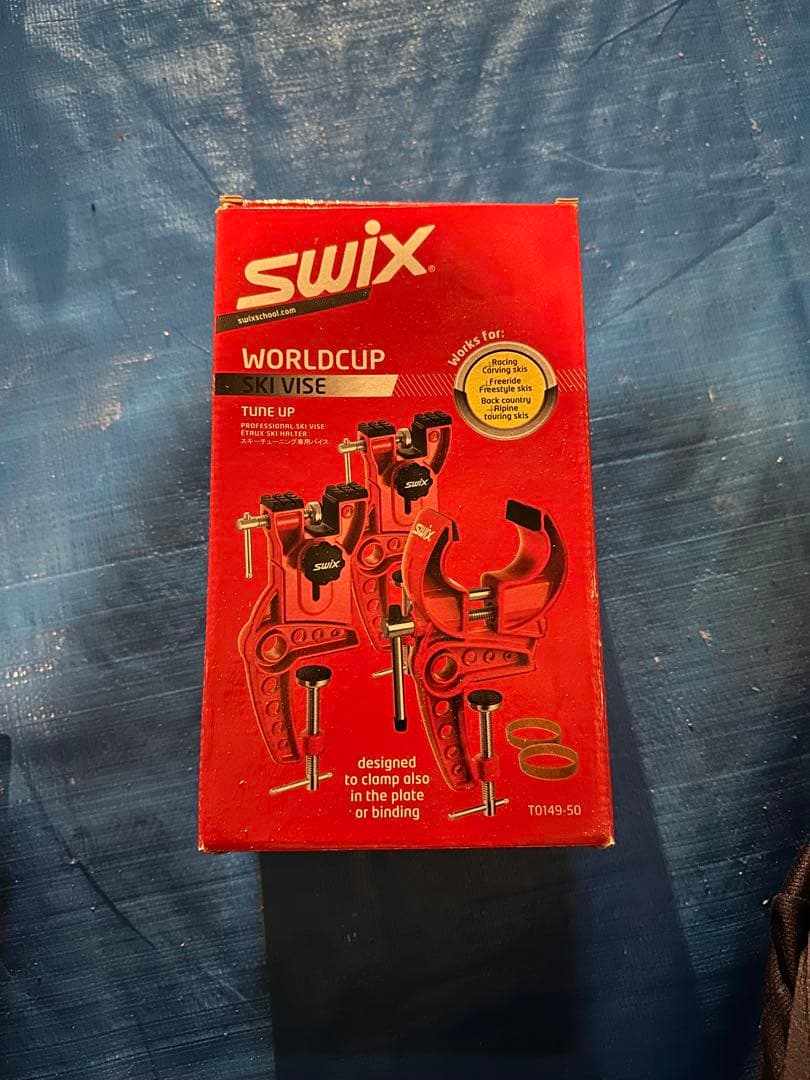 swix®
swixschool.com
WORLDCUP
SKI VISE
TUNE UP
PROFESSIONAL SKI VISE
ÉTAUX SKI HALTER
スキーチューニング専用バイス
Works for:
Racing
Carving skis
Freeride
Freestyle skis
Back country
Alpine
touring skis
swix
swix
swix
designed
to clamp also
in the plate
or binding
T0149-50